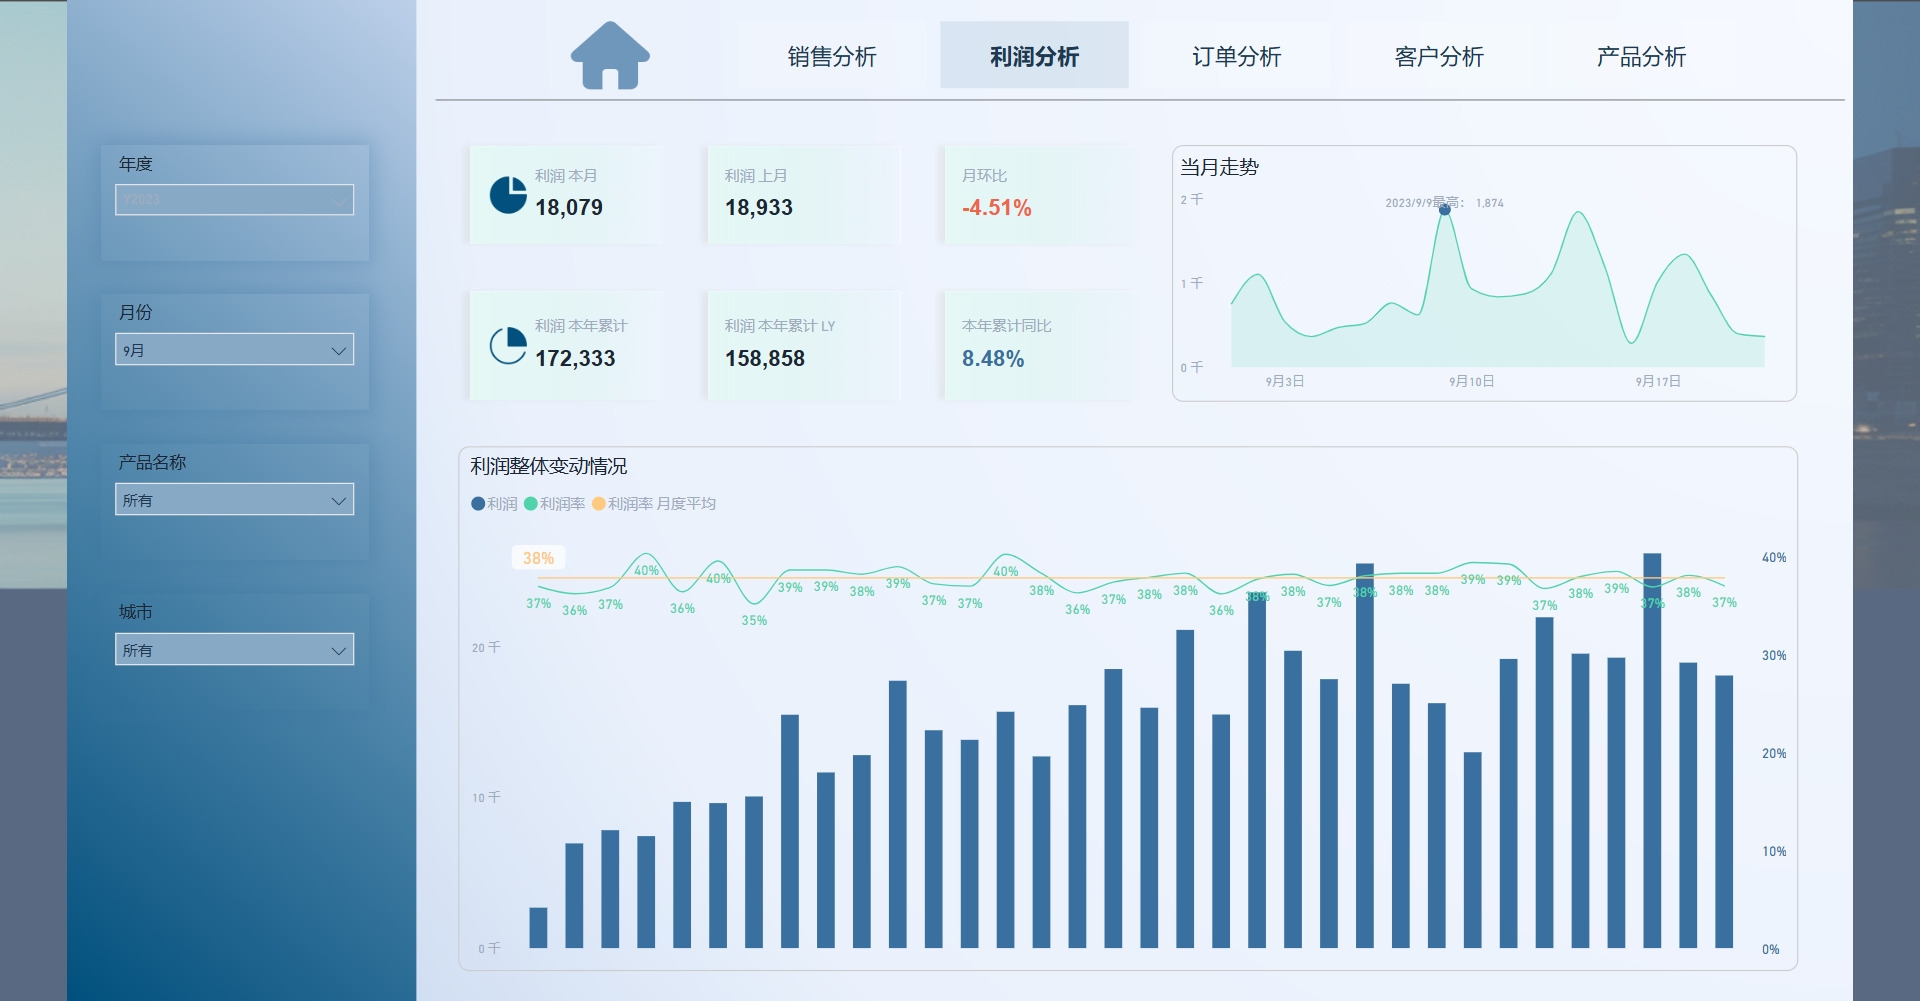 销售分析
利润分析
订单分析
客户分析
产品分析
年度
Y2023
月份
9月
产品名称
所有
城市
所有
利润 本月
18,079
利润 上月
18,933
月环比
-4.51%
利润 本年累计
172,333
利润 本年累计 LY
158,858
本年累计同比
8.48%
当月走势
2 千
1 千
0 千
2023/9/9最高： 1,874
9月3日
9月10日
9月17日
利润整体变动情况
利润 利润率 利润率 月度平均
38%
37% 36% 37% 40% 36% 40% 35% 39% 39% 38% 39% 37% 37% 40% 38% 36% 37% 38% 38% 36% 38% 38% 37% 38% 38% 38% 39% 39% 37% 38% 39% 37% 38% 37%
20 千
10 千
0 千
40%
30%
20%
10%
0%